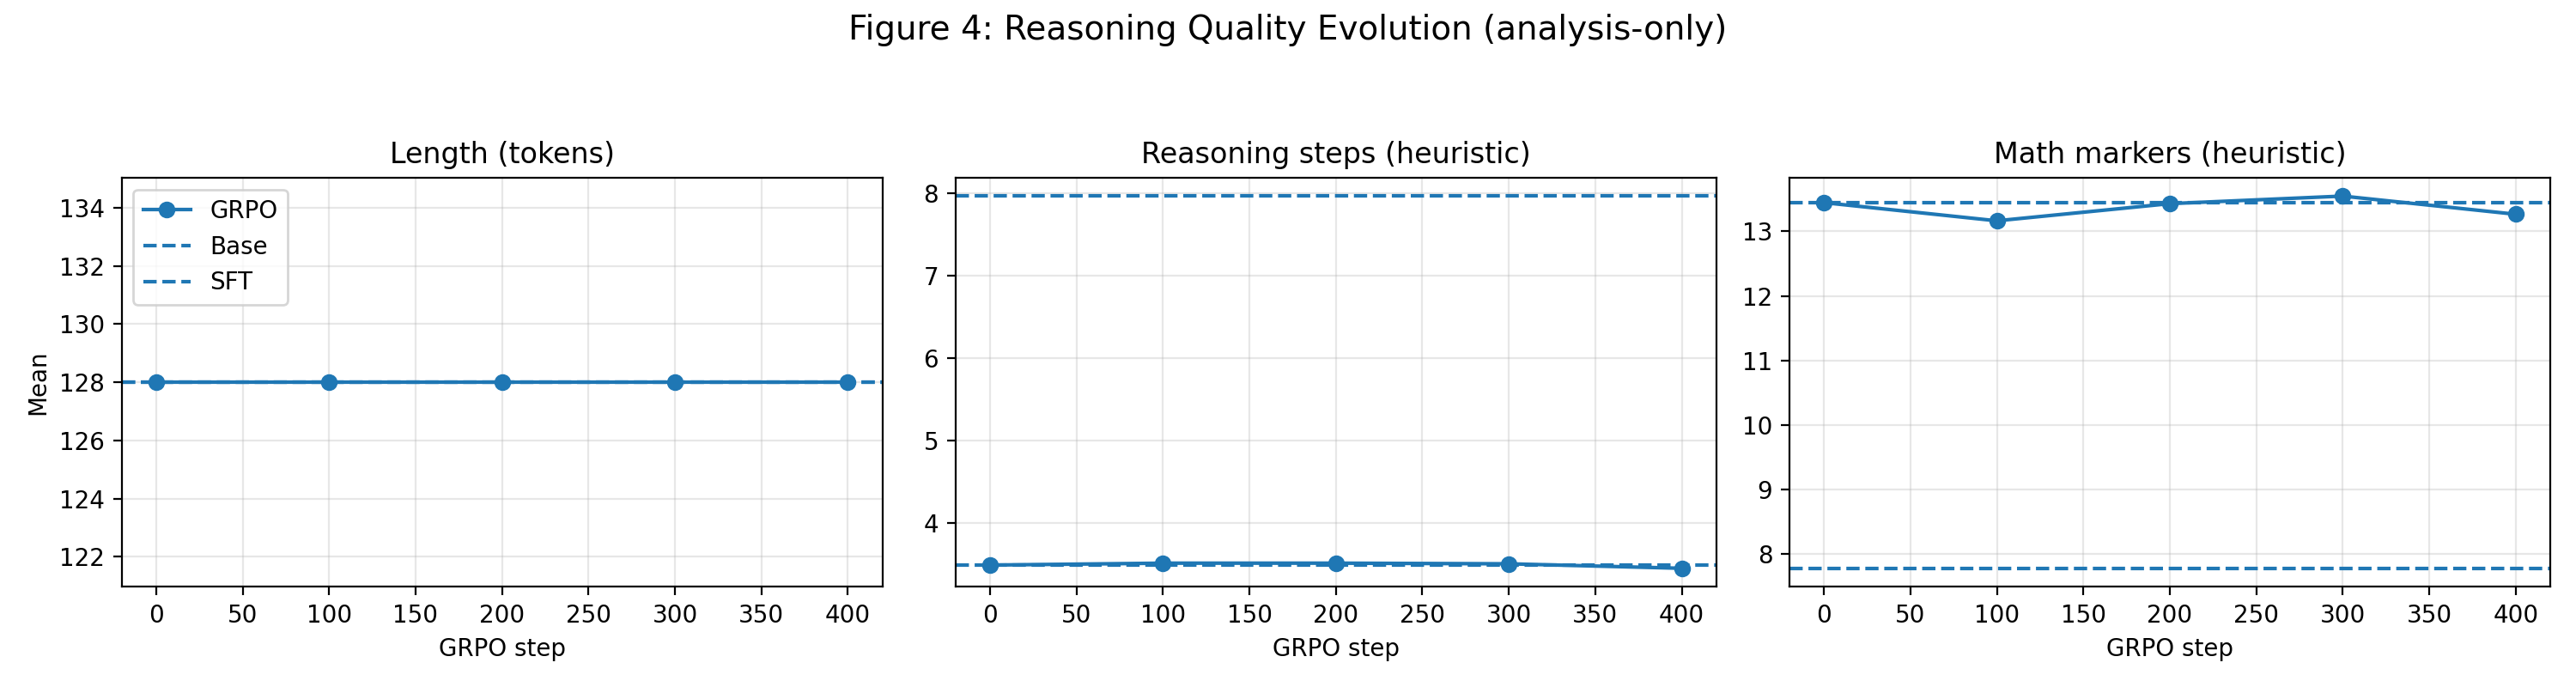 Figure 4: Reasoning Quality Evolution (analysis-only)
Length (tokens)
GRPO
Base
SFT
Mean
134
132
130
128
126
124
122
0 50 100 150 200 250 300 350 400
GRPO step
Reasoning steps (heuristic)
8
7
6
5
4
0 50 100 150 200 250 300 350 400
GRPO step
Math markers (heuristic)
13
12
11
10
9
8
0 50 100 150 200 250 300 350 400
GRPO step